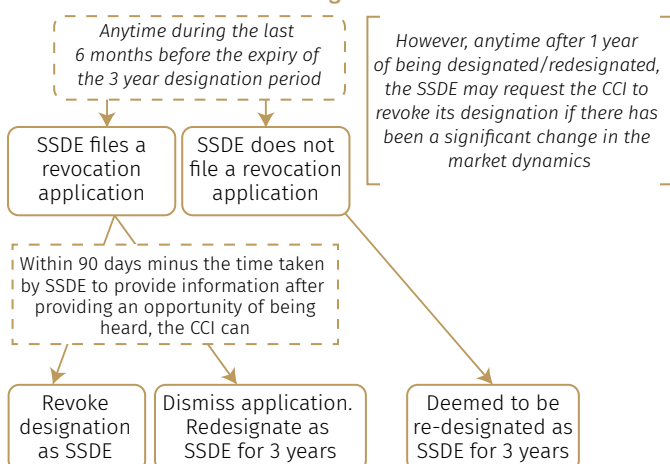 Anytime during the last
6 months before the expiry of
the 3 year designation period
However, anytime after 1 year
of being designated/redesignated,
the SSDE may request the CCI to
revoke its designation if there has
been a significant change in the
market dynamics
SSDE files a
revocation
application
SSDE does not
file a revocation
application
Within 90 days minus the time taken
by SSDE to provide information after
providing an opportunity of being
heard, the CCI can
Revoke
designation
as SSDE
Dismiss application.
Redesignate as
SSDE for 3 years
Deemed to be
re-designated as
SSDE for 3 years